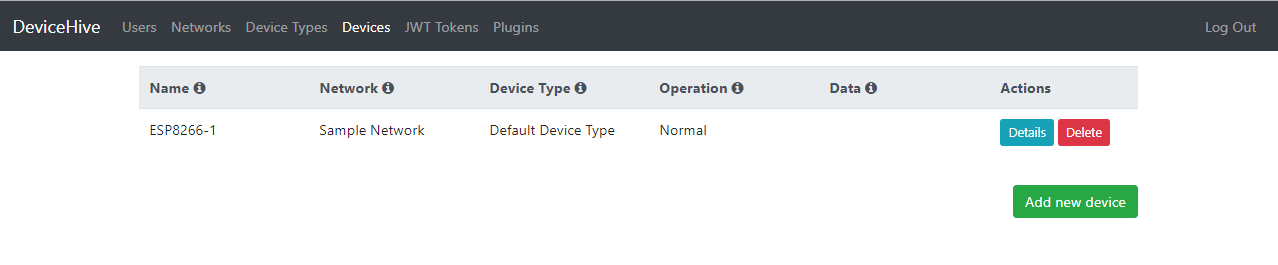 DeviceHive Users Networks Device Types Devices JWT Tokens Plugins Log Out
Name Network Device Type Operation Data Actions
ESP8266-1 Sample Network Default Device Type Normal Details Delete
Add new device